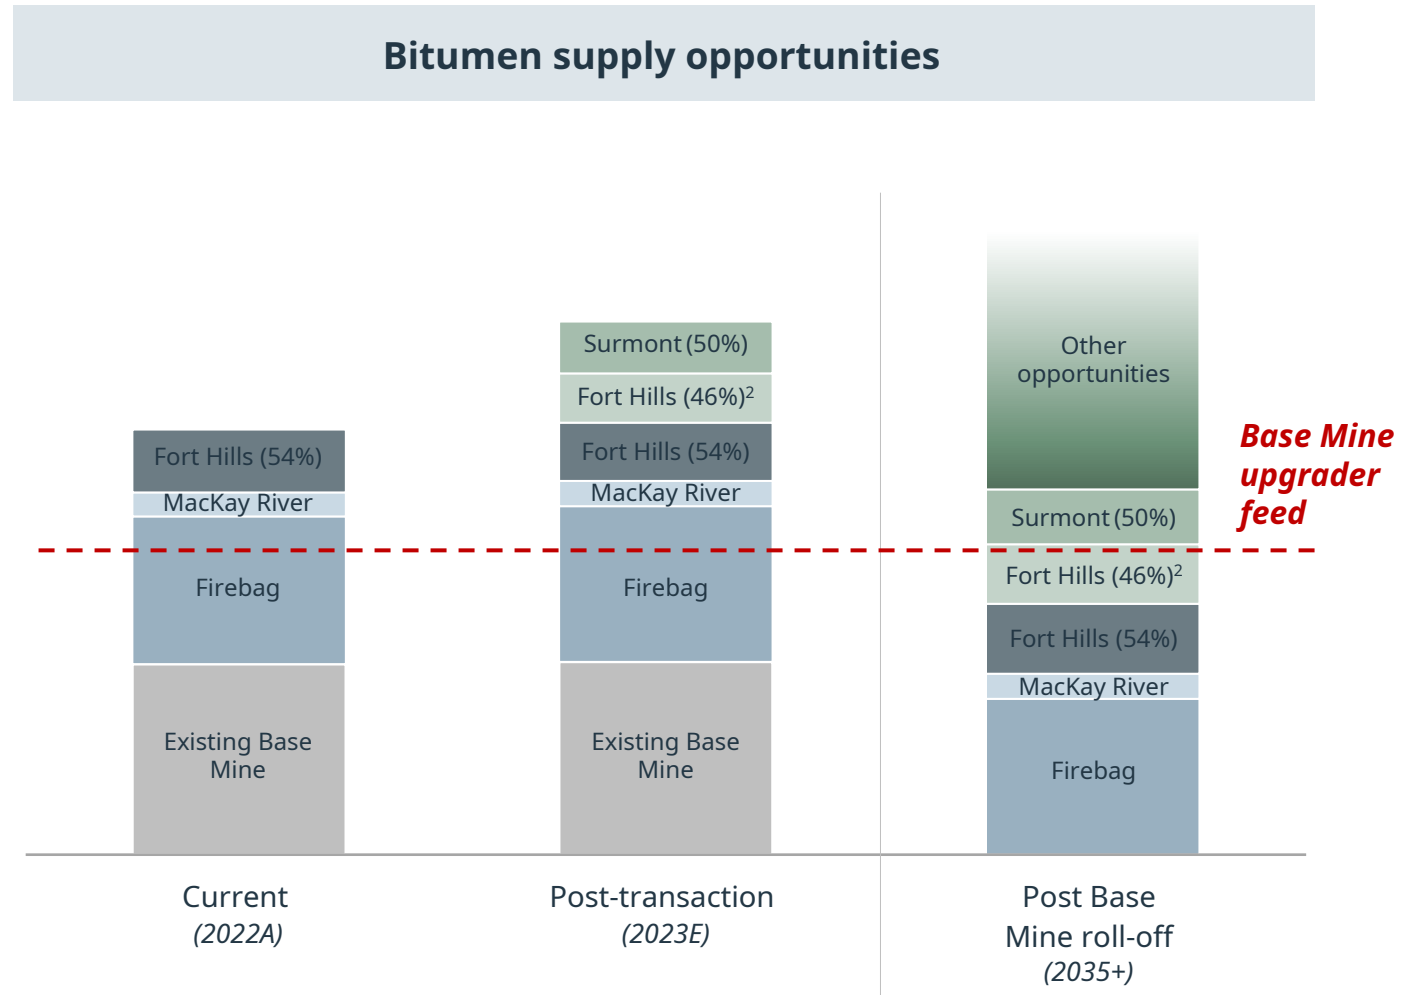 Bitumen supply opportunities
Fort Hills (54%)
MacKay River
Firebag
Existing Base
Mine
Surmont (50%)
Fort Hills (46%)²
Fort Hills (54%)
MacKay River
Firebag
Existing Base
Mine
Other
opportunities
Surmont (50%)
Fort Hills (46%)²
Fort Hills (54%)
MacKay River
Firebag
Base Mine
upgrader
feed
Current
(2022A)
Post-transaction
(2023E)
Post Base
Mine roll-off
(2035+)